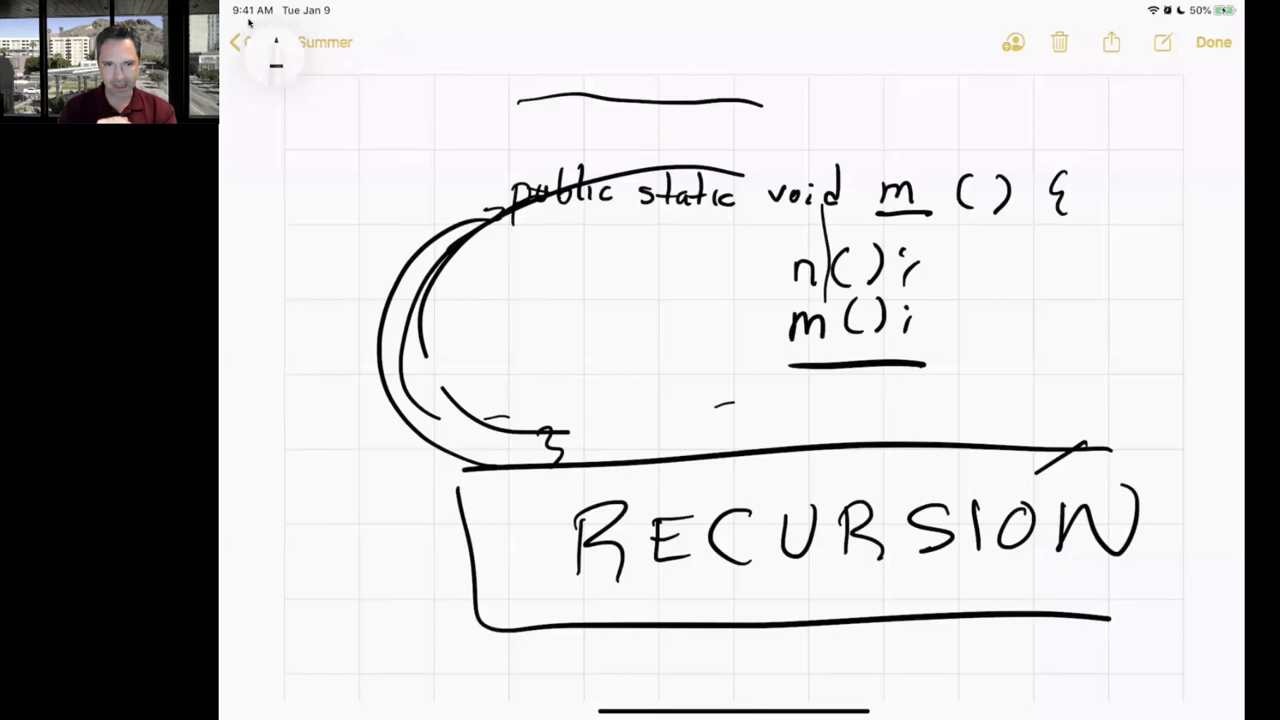 9:41 AM Tue Jan 9
50%
Summer
Done
public static void m () {
n();
m();
}
RECURSION